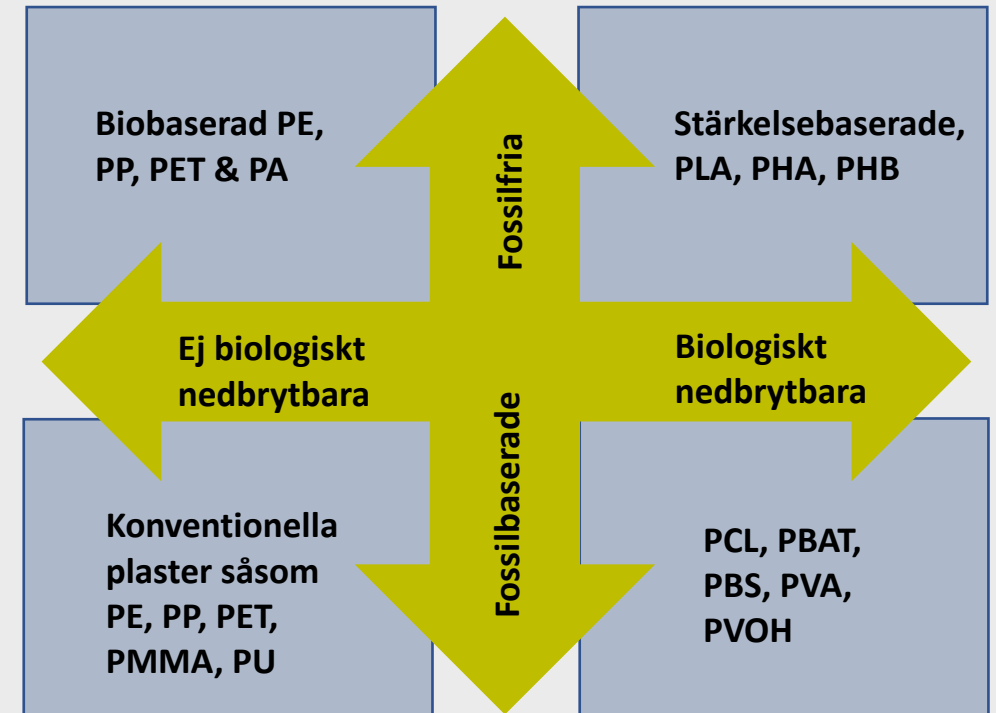 Biobaserad PE,
PP, PET & PA
Fossilfria
Stärkelsebaserade,
PLA, PHA, PHB
Ej biologiskt
nedbrytbara
Biologiskt
nedbrytbara
Konventionella
plaster såsom
PE, PP, PET,
PMMA, PU
Fossilbaserade
PCL, PBAT,
PBS, PVA,
PVOH